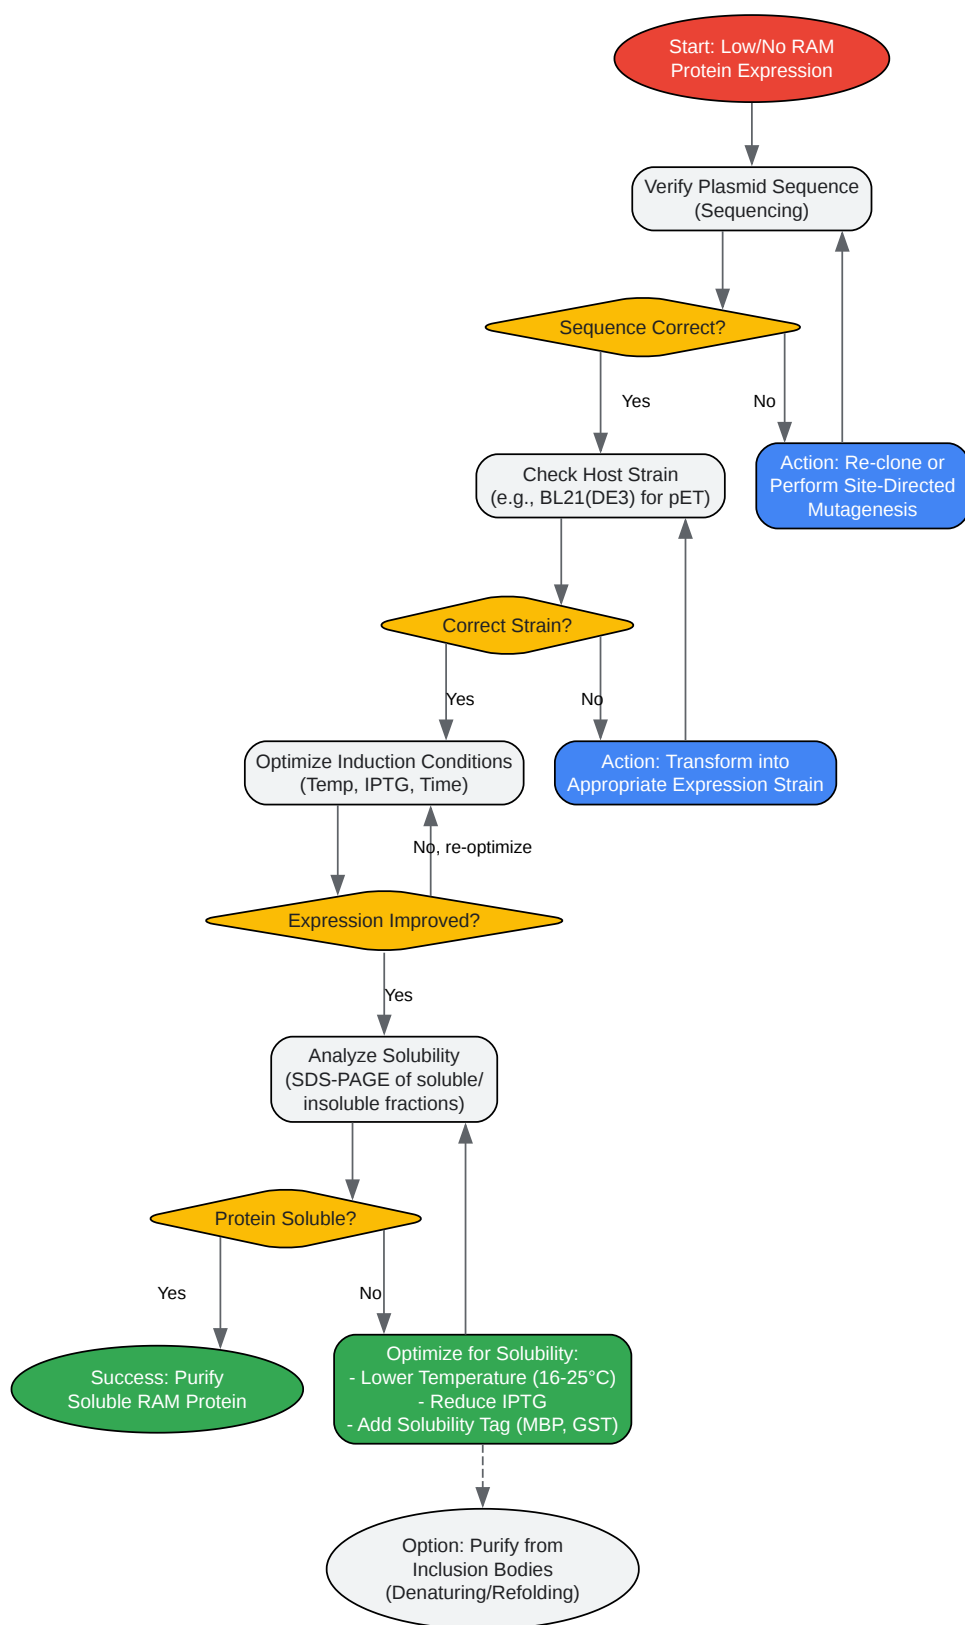 Start: Low/No RAM
Protein Expression
Verify Plasmid Sequence
(Sequencing)
Sequence Correct?
Yes
No
Check Host Strain
(e.g., BL21(DE3) for pET)
Action: Re-clone or
Perform Site-Directed
Mutagenesis
Correct Strain?
Yes
No
Optimize Induction Conditions
(Temp, IPTG, Time)
Action: Transform into
Appropriate Expression Strain
No, re-optimize
Expression Improved?
Yes
Analyze Solubility
(SDS-PAGE of soluble/
insoluble fractions)
Protein Soluble?
Yes
No
Success: Purify
Soluble RAM Protein
Optimize for Solubility:
- Lower Temperature (16-25°C)
- Reduce IPTG
- Add Solubility Tag (MBP, GST)
Option: Purify from
Inclusion Bodies
(Denaturing/Refolding)